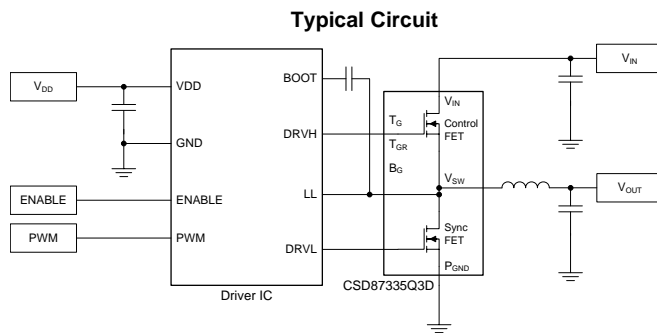 Typical Circuit
V_DD
VDD
GND
ENABLE
ENABLE
PWM
PWM
BOOT
DRVH
LL
DRVL
Driver IC
V_IN
T_G
Control
T_GR
FET
B_G
V_SW
Sync
FET
P_GND
CSD87335Q3D
V_IN
V_OUT